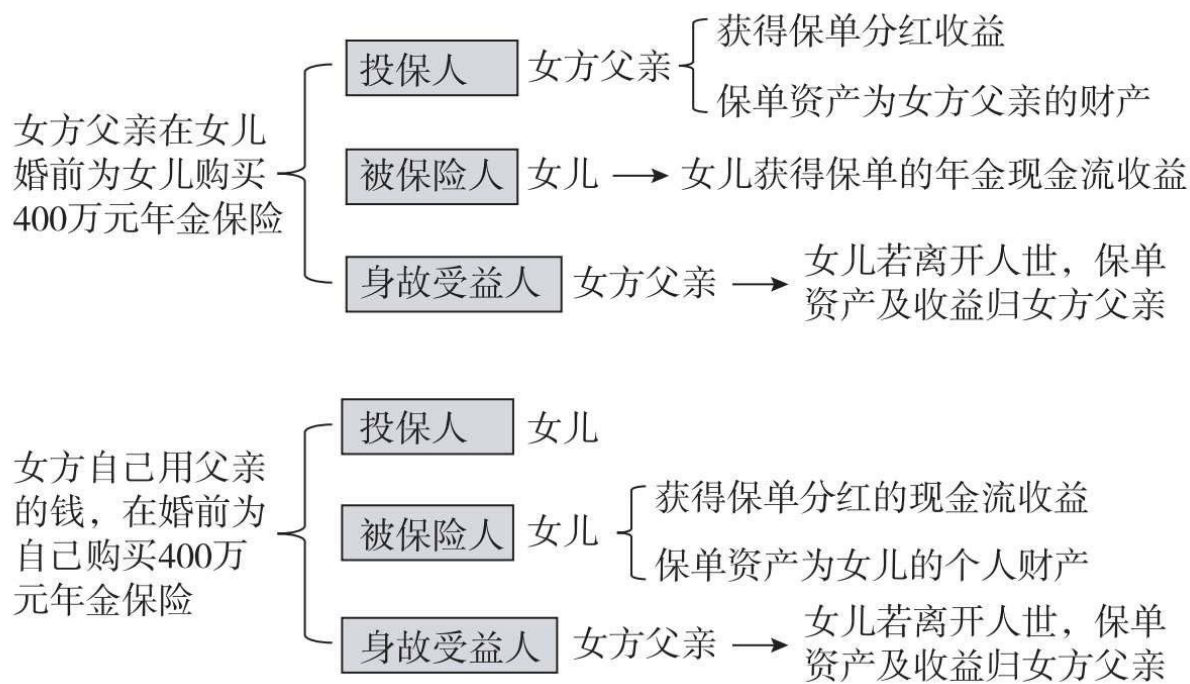 女方父亲在女儿
婚前为女儿购买
400万元年金保险
投保人 女方父亲
获得保单分红收益
保单资产为女方父亲的财产
被保险人 女儿 → 女儿获得保单的年金现金流收益
身故受益人 女方父亲 →
女儿若离开人世，保单
资产及收益归女方父亲
女方自己用父亲
的钱，在婚前为
自己购买400万
元年金保险
投保人 女儿
被保险人 女儿
获得保单分红的现金流收益
保单资产为女儿的个人财产
身故受益人 女方父亲 →
女儿若离开人世，保单
资产及收益归女方父亲